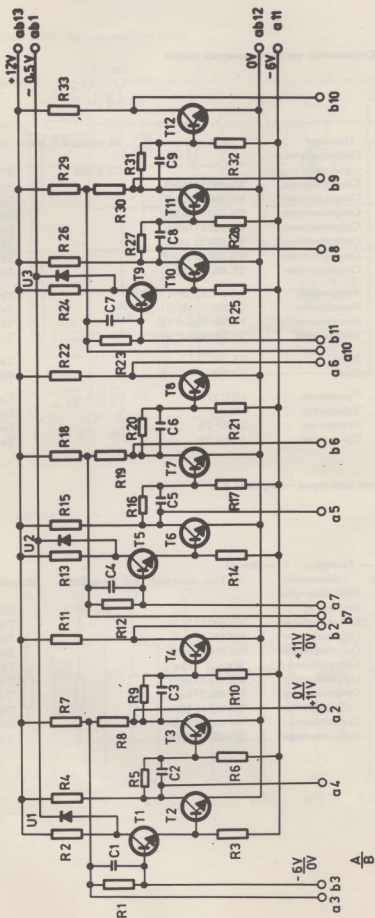 +12V ab13
~ 0.5V ab1
R2 R4 R7 R11 R13 R15 R18 R22 R24 R26 R29 R33
U1 U2 U3
R1 C1 T1 R5 C2 R8 R9 C3
R12 C4 T5 R16 C5 R19 R20 C6
R23 C7 T9 R27 C8 R30 R31 C9
T2 T3 T4 T6 T7 T8 T10 T11 T12
R3 R6 R10 R14 R17 R21 R25 R28 R32
0V ab12
-6V a11
-6V
0V
0V
+11V
+11V
0V
a3 b3 a4 a2 b2 b7 a7 a5 b6 a6 a10 b11 a8 b9 b10
A
B